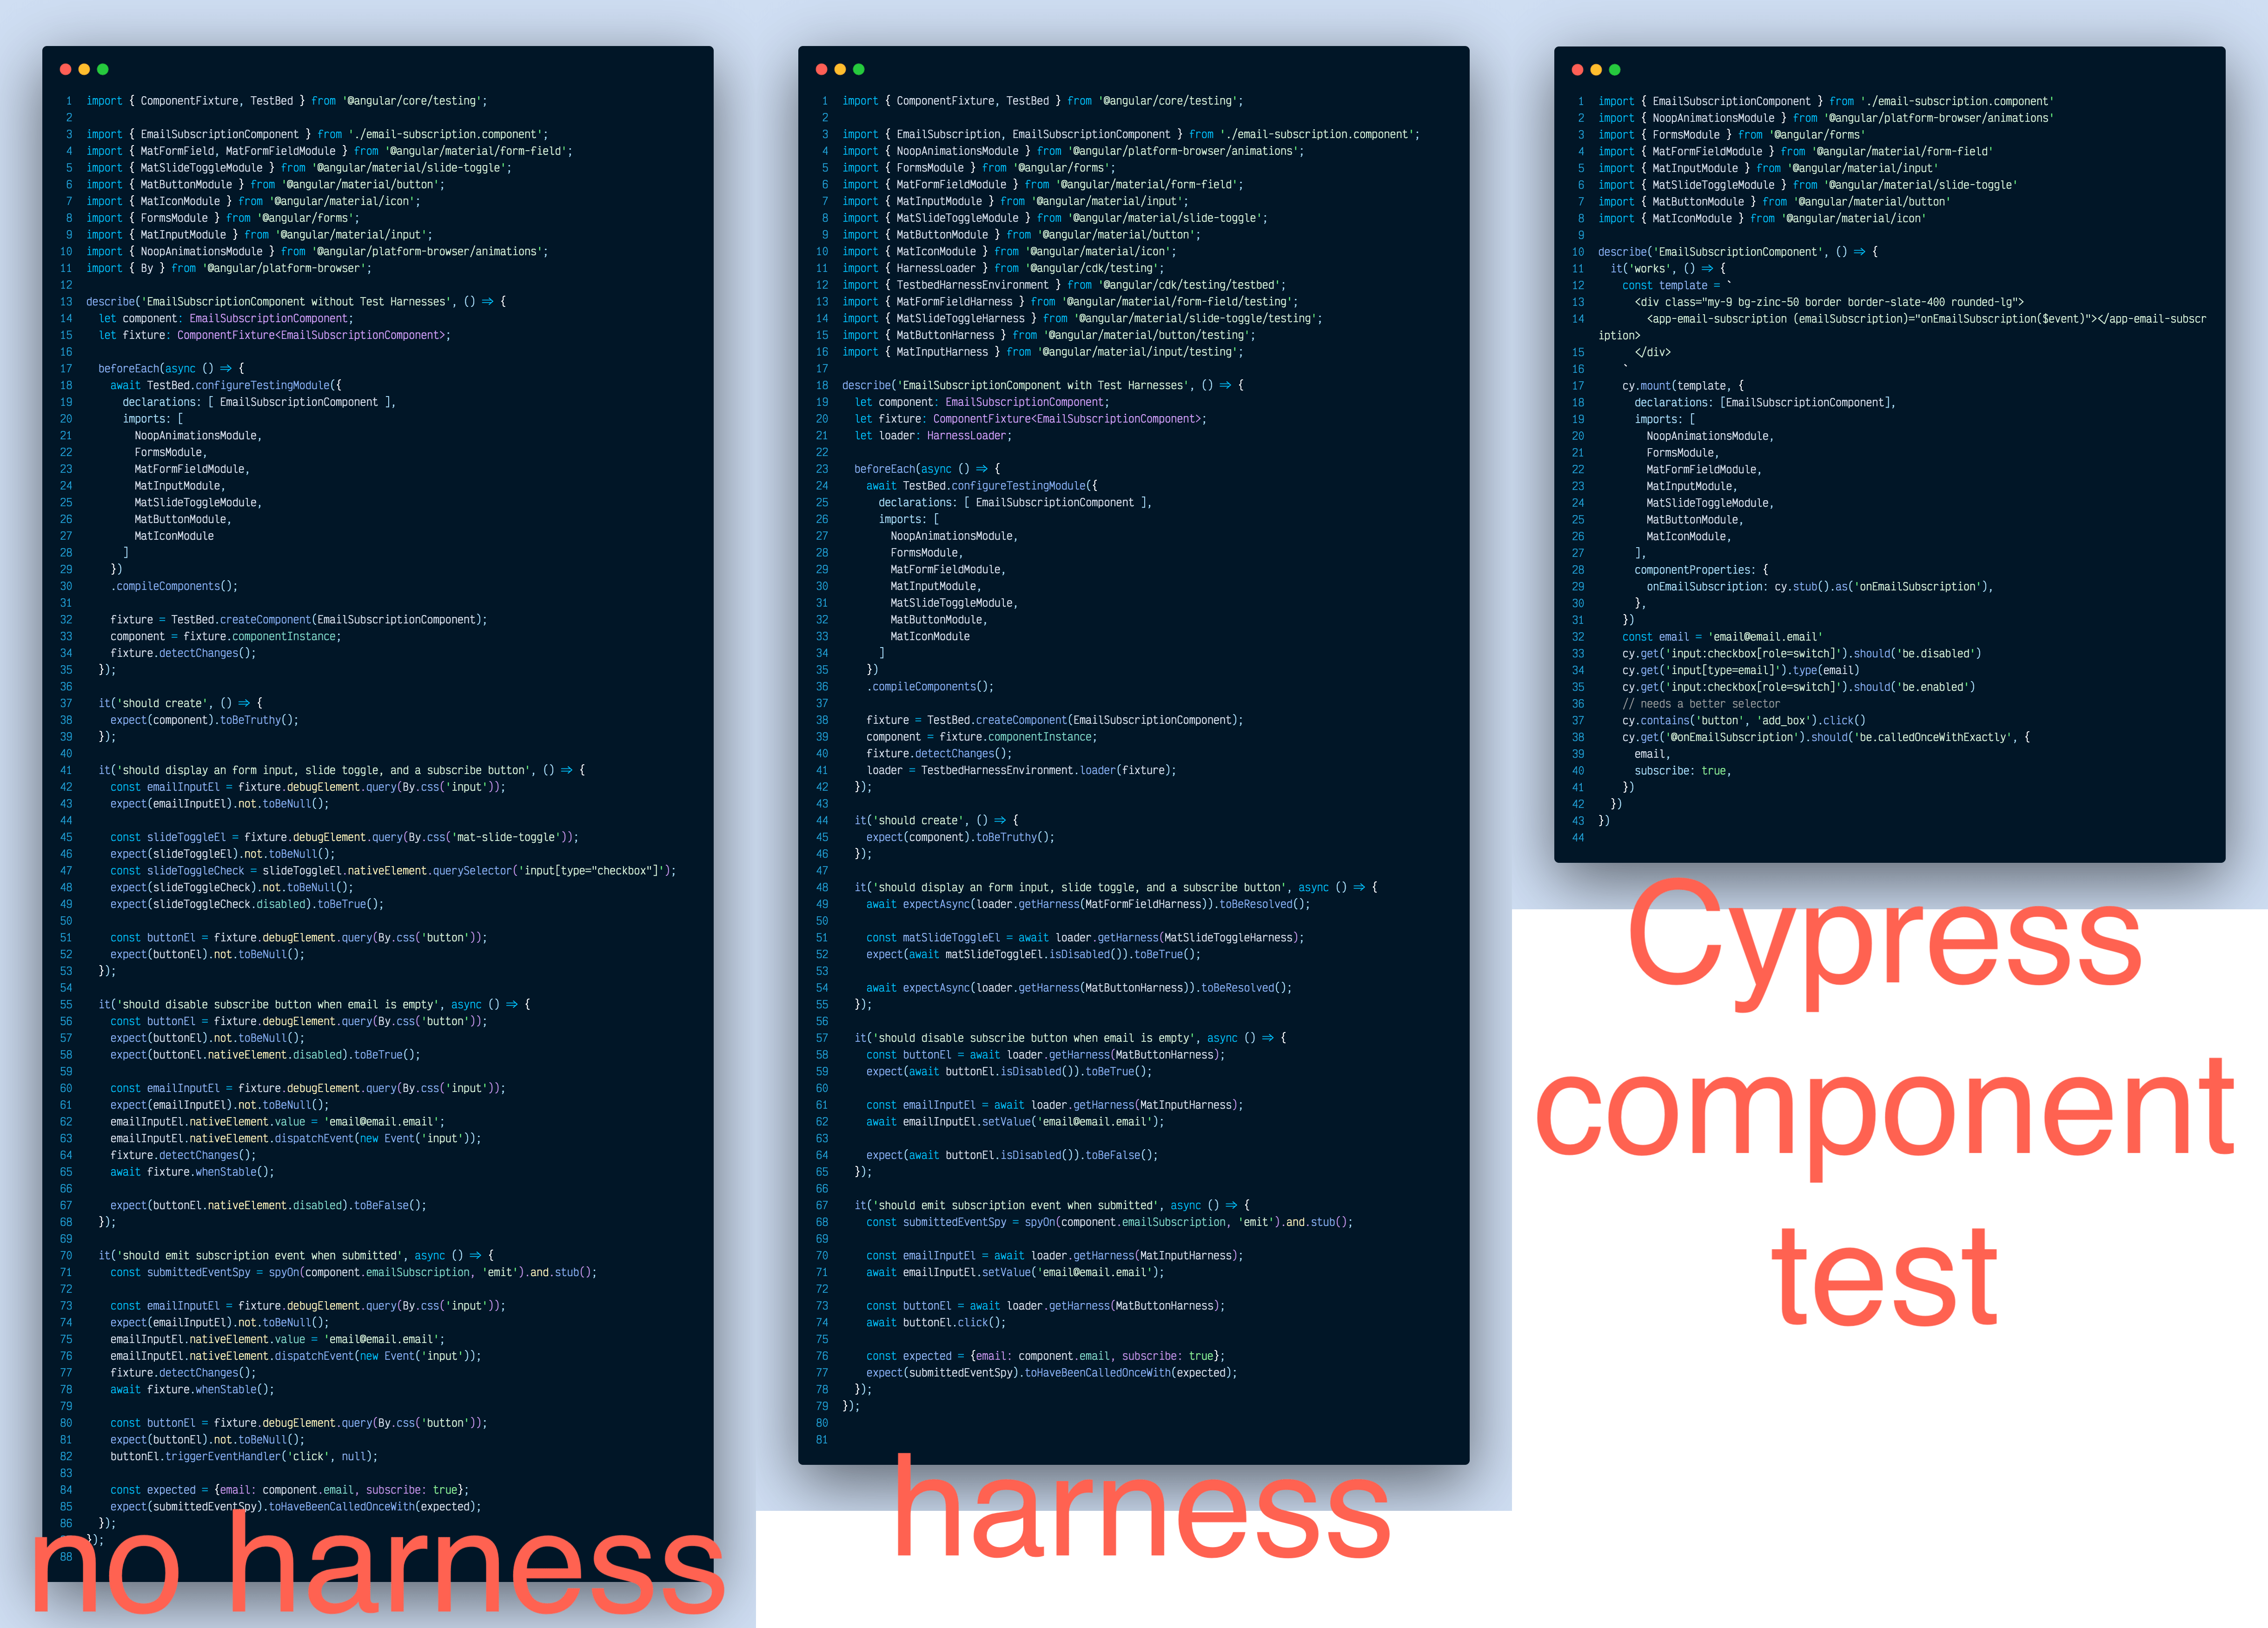 1 import { ComponentFixture, TestBed } from '@angular/core/testing';
2
3 import { EmailSubscriptionComponent } from './email-subscription.component';
4 import { MatFormField, MatFormFieldModule } from '@angular/material/form-field';
5 import { MatSlideToggleModule } from '@angular/material/slide-toggle';
6 import { MatButtonModule } from '@angular/material/button';
7 import { MatIconModule } from '@angular/material/icon';
8 import { FormsModule } from '@angular/forms';
9 import { MatInputModule } from '@angular/material/input';
10 import { NoopAnimationsModule } from '@angular/platform-browser/animations';
11 import { By } from '@angular/platform-browser';
12
13 describe('EmailSubscriptionComponent without Test Harnesses', () => {
14   let component: EmailSubscriptionComponent;
15   let fixture: ComponentFixture<EmailSubscriptionComponent>;
16
17   beforeEach(async () => {
18     await TestBed.configureTestingModule({
19       declarations: [ EmailSubscriptionComponent ],
20       imports: [
21         NoopAnimationsModule,
22         FormsModule,
23         MatFormFieldModule,
24         MatInputModule,
25         MatSlideToggleModule,
26         MatButtonModule,
27         MatIconModule
28       ]
29     })
30     .compileComponents();
31
32     fixture = TestBed.createComponent(EmailSubscriptionComponent);
33     component = fixture.componentInstance;
34     fixture.detectChanges();
35   });
36
37   it('should create', () => {
38     expect(component).toBeTruthy();
39   });
40
41   it('should display an form input, slide toggle, and a subscribe button', () => {
42     const emailInputEl = fixture.debugElement.query(By.css('input'));
43     expect(emailInputEl).not.toBeNull();
44
45     const slideToggleEl = fixture.debugElement.query(By.css('mat-slide-toggle'));
46     expect(slideToggleEl).not.toBeNull();
47     const slideToggleCheck = slideToggleEl.nativeElement.querySelector('input[type="checkbox"]');
48     expect(slideToggleCheck).not.toBeNull();
49     expect(slideToggleCheck.disabled).toBeTrue();
50
51     const buttonEl = fixture.debugElement.query(By.css('button'));
52     expect(buttonEl).not.toBeNull();
53   });
54
55   it('should disable subscribe button when email is empty', async () => {
56     const buttonEl = fixture.debugElement.query(By.css('button'));
57     expect(buttonEl).not.toBeNull();
58     expect(buttonEl.nativeElement.disabled).toBeTrue();
59
60     const emailInputEl = fixture.debugElement.query(By.css('input'));
61     expect(emailInputEl).not.toBeNull();
62     emailInputEl.nativeElement.value = 'email@email.email';
63     emailInputEl.nativeElement.dispatchEvent(new Event('input'));
64     fixture.detectChanges();
65     await fixture.whenStable();
66
67     expect(buttonEl.nativeElement.disabled).toBeFalse();
68   });
69
70   it('should emit subscription event when submitted', async () => {
71     const submittedEventSpy = spyOn(component.emailSubscription, 'emit').and.stub();
72
73     const emailInputEl = fixture.debugElement.query(By.css('input'));
74     expect(emailInputEl).not.toBeNull();
75     emailInputEl.nativeElement.value = 'email@email.email';
76     emailInputEl.nativeElement.dispatchEvent(new Event('input'));
77     fixture.detectChanges();
78     await fixture.whenStable();
79
80     const buttonEl = fixture.debugElement.query(By.css('button'));
81     expect(buttonEl).not.toBeNull();
82     buttonEl.triggerEventHandler('click', null);
83
84     const expected = {email: component.email, subscribe: true};
85     expect(submittedEventSpy).toHaveBeenCalledOnceWith(expected);
86   });
});
88
no harness
1 import { ComponentFixture, TestBed } from '@angular/core/testing';
2
3 import { EmailSubscription, EmailSubscriptionComponent } from './email-subscription.component';
4 import { NoopAnimationsModule } from '@angular/platform-browser/animations';
5 import { FormsModule } from '@angular/forms';
6 import { MatFormFieldModule } from '@angular/material/form-field';
7 import { MatInputModule } from '@angular/material/input';
8 import { MatSlideToggleModule } from '@angular/material/slide-toggle';
9 import { MatButtonModule } from '@angular/material/button';
10 import { MatIconModule } from '@angular/material/icon';
11 import { HarnessLoader } from '@angular/cdk/testing';
12 import { TestbedHarnessEnvironment } from '@angular/cdk/testing/testbed';
13 import { MatFormFieldHarness } from '@angular/material/form-field/testing';
14 import { MatSlideToggleHarness } from '@angular/material/slide-toggle/testing';
15 import { MatButtonHarness } from '@angular/material/button/testing';
16 import { MatInputHarness } from '@angular/material/input/testing';
17
18 describe('EmailSubscriptionComponent with Test Harnesses', () => {
19   let component: EmailSubscriptionComponent;
20   let fixture: ComponentFixture<EmailSubscriptionComponent>;
21   let loader: HarnessLoader;
22
23   beforeEach(async () => {
24     await TestBed.configureTestingModule({
25       declarations: [ EmailSubscriptionComponent ],
26       imports: [
27         NoopAnimationsModule,
28         FormsModule,
29         MatFormFieldModule,
30         MatInputModule,
31         MatSlideToggleModule,
32         MatButtonModule,
33         MatIconModule
34       ]
35     })
36     .compileComponents();
37
38     fixture = TestBed.createComponent(EmailSubscriptionComponent);
39     component = fixture.componentInstance;
40     fixture.detectChanges();
41     loader = TestbedHarnessEnvironment.loader(fixture);
42   });
43
44   it('should create', () => {
45     expect(component).toBeTruthy();
46   });
47
48   it('should display an form input, slide toggle, and a subscribe button', async () => {
49     await expectAsync(loader.getHarness(MatFormFieldHarness)).toBeResolved();
50
51     const matSlideToggleEl = await loader.getHarness(MatSlideToggleHarness);
52     expect(await matSlideToggleEl.isDisabled()).toBeTrue();
53
54     await expectAsync(loader.getHarness(MatButtonHarness)).toBeResolved();
55   });
56
57   it('should disable subscribe button when email is empty', async () => {
58     const buttonEl = await loader.getHarness(MatButtonHarness);
59     expect(await buttonEl.isDisabled()).toBeTrue();
60
61     const emailInputEl = await loader.getHarness(MatInputHarness);
62     await emailInputEl.setValue('email@email.email');
63
64     expect(await buttonEl.isDisabled()).toBeFalse();
65   });
66
67   it('should emit subscription event when submitted', async () => {
68     const submittedEventSpy = spyOn(component.emailSubscription, 'emit').and.stub();
69
70     const emailInputEl = await loader.getHarness(MatInputHarness);
71     await emailInputEl.setValue('email@email.email');
72
73     const buttonEl = await loader.getHarness(MatButtonHarness);
74     await buttonEl.click();
75
76     const expected = {email: component.email, subscribe: true};
77     expect(submittedEventSpy).toHaveBeenCalledOnceWith(expected);
78   });
79 });
80
81
harness
1 import { EmailSubscriptionComponent } from './email-subscription.component'
2 import { NoopAnimationsModule } from '@angular/platform-browser/animations'
3 import { FormsModule } from '@angular/forms'
4 import { MatFormFieldModule } from '@angular/material/form-field'
5 import { MatInputModule } from '@angular/material/input'
6 import { MatSlideToggleModule } from '@angular/material/slide-toggle'
7 import { MatButtonModule } from '@angular/material/button'
8 import { MatIconModule } from '@angular/material/icon'
9
10 describe('EmailSubscriptionComponent', () => {
11   it('works', () => {
12     const template = `
13       <div class="my-9 bg-zinc-50 border border-slate-400 rounded-lg">
14         <app-email-subscription (emailSubscription)="onEmailSubscription($event)"></app-email-subscr
iption>
15       </div>
16     `
17     cy.mount(template, {
18       declarations: [EmailSubscriptionComponent],
19       imports: [
20         NoopAnimationsModule,
21         FormsModule,
22         MatFormFieldModule,
23         MatInputModule,
24         MatSlideToggleModule,
25         MatButtonModule,
26         MatIconModule,
27       ],
28       componentProperties: {
29         onEmailSubscription: cy.stub().as('onEmailSubscription'),
30       },
31     })
32     const email = 'email@email.email'
33     cy.get('input:checkbox[role=switch]').should('be.disabled')
34     cy.get('input[type=email]').type(email)
35     cy.get('input:checkbox[role=switch]').should('be.enabled')
36     // needs a better selector
37     cy.contains('button', 'add_box').click()
38     cy.get('@onEmailSubscription').should('be.calledOnceWithExactly', {
39       email,
40       subscribe: true,
41     })
42   })
43 })
44
Cypress
component
test